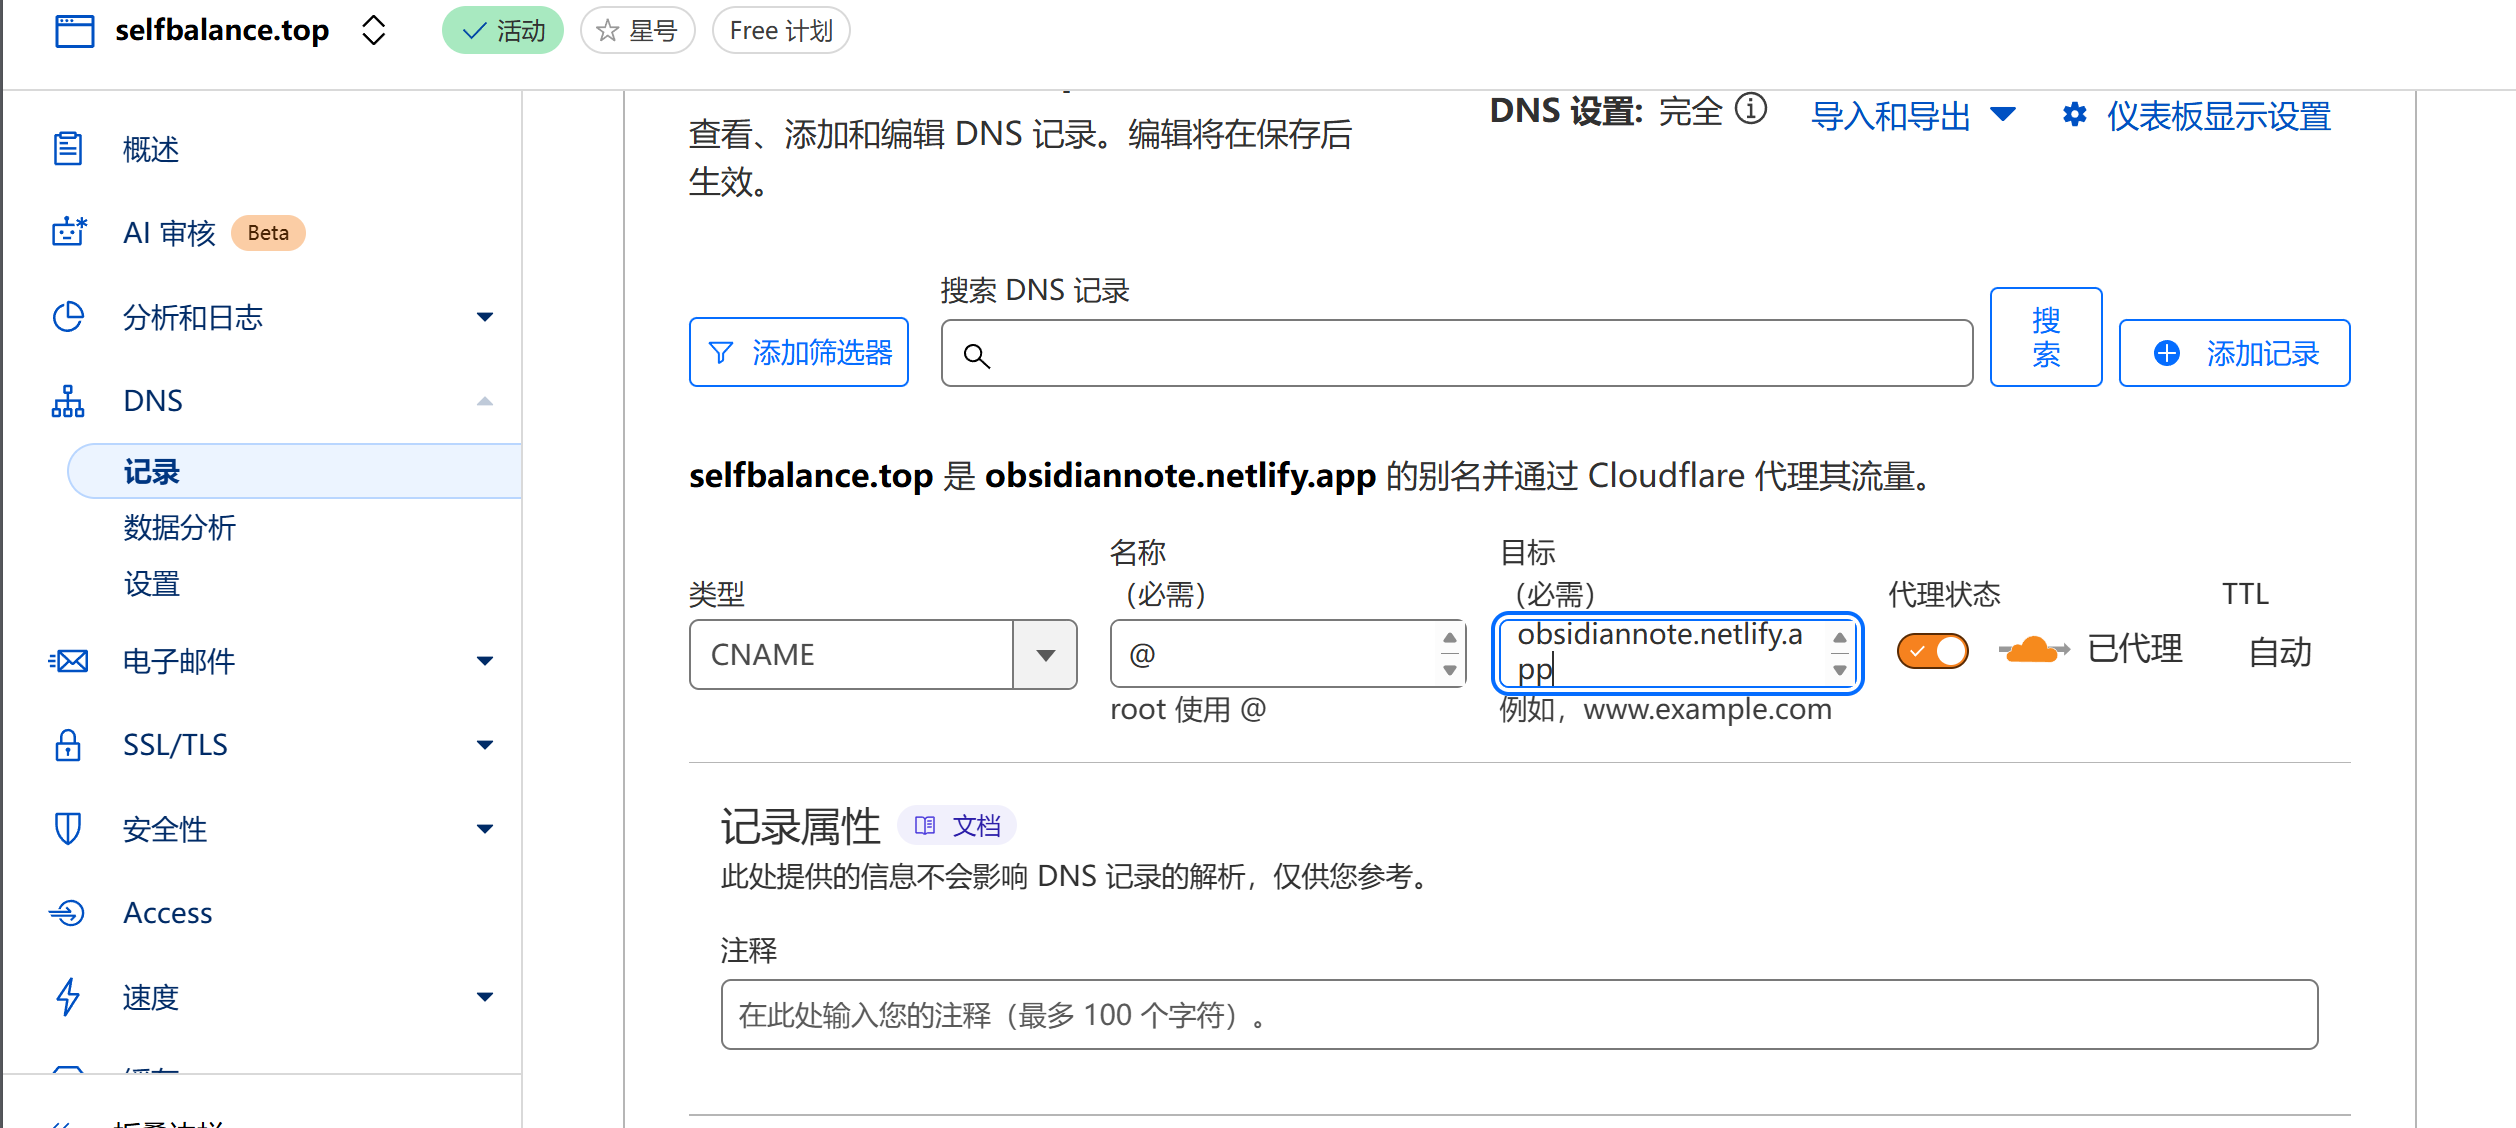 selfbalance.top
活动
星号
Free 计划
概述
AI 审核 Beta
分析和日志
DNS
记录
数据分析
设置
电子邮件
SSL/TLS
安全性
Access
速度
查看、添加和编辑 DNS 记录。编辑将在保存后
生效。
DNS 设置: 完全
导入和导出
仪表板显示设置
搜索 DNS 记录
添加筛选器
搜
索
添加记录
selfbalance.top 是 obsidiannote.netlify.app 的别名并通过 Cloudflare 代理其流量。
类型
名称
（必需）
目标
（必需）
代理状态
TTL
CNAME
@
obsidiannote.netlify.a
pp
已代理
自动
root 使用 @
例如，www.example.com
记录属性 文档
此处提供的信息不会影响 DNS 记录的解析，仅供您参考。
注释
在此处输入您的注释（最多 100 个字符）。